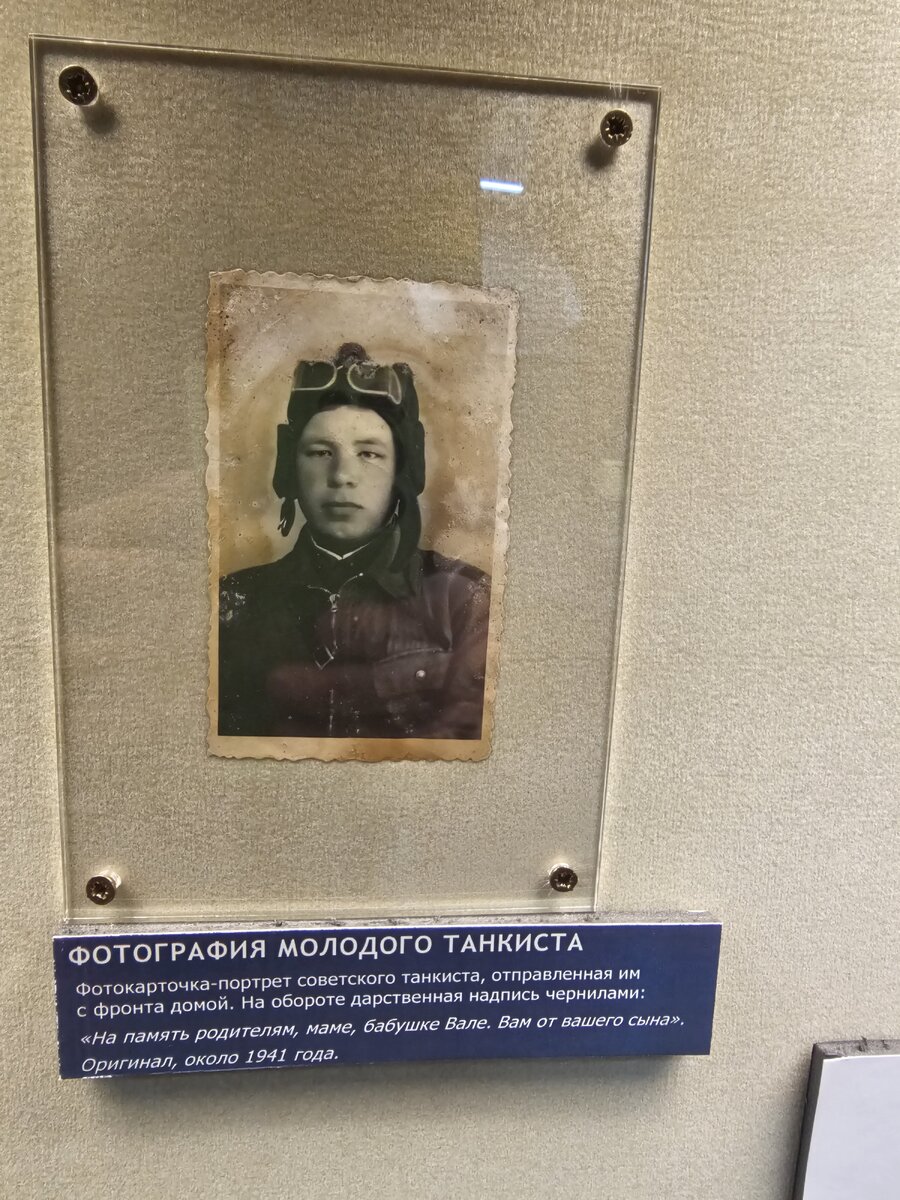 ФОТОГРАФИЯ МОЛОДОГО ТАНКИСТА
Фотокарточка-портрет советского танкиста, отправленная им
с фронта домой. На обороте дарственная надпись чернилами:
«На память родителям, маме, бабушке Вале. Вам от вашего сына».
Оригинал, около 1941 года.